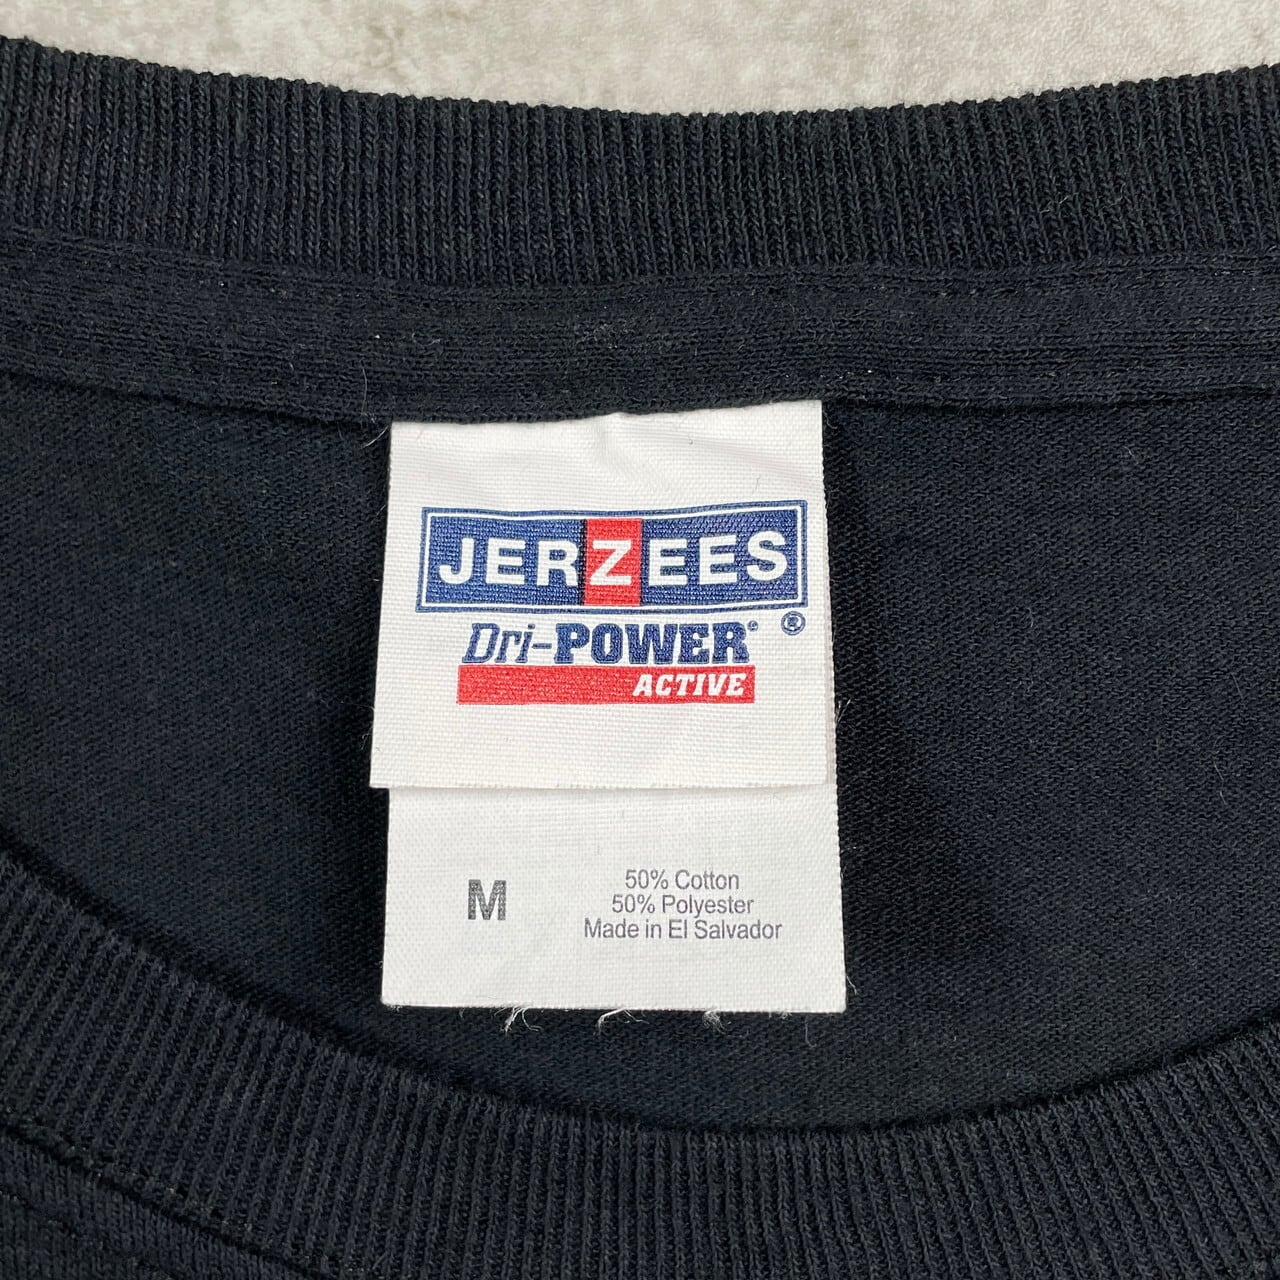 JERZEES
®
Dri-POWER®
ACTIVE
M
50% Cotton
50% Polyester
Made in El Salvador